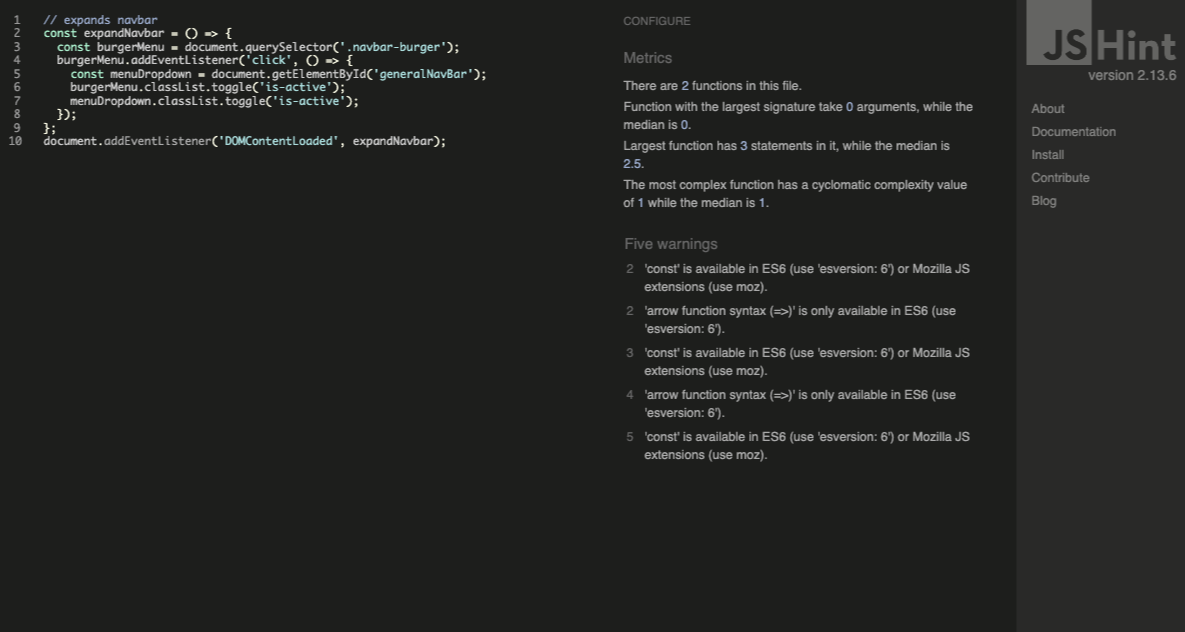 1 // expands navbar
2 const expandNavbar = () => {
3 const burgerMenu = document.querySelector('.navbar-burger');
4 burgerMenu.addEventListener('click', () => {
5 const menuDropdown = document.getElementById('generalNavBar');
6 burgerMenu.classList.toggle('is-active');
7 menuDropdown.classList.toggle('is-active');
8 });
9 };
10 document.addEventListener('DOMContentLoaded', expandNavbar);
CONFIGURE
Metrics
There are 2 functions in this file.
Function with the largest signature take 0 arguments, while the
median is 0.
Largest function has 3 statements in it, while the median is
2.5.
The most complex function has a cyclomatic complexity value
of 1 while the median is 1.
Five warnings
2 'const' is available in ES6 (use 'esversion: 6') or Mozilla JS
extensions (use moz).
2 'arrow function syntax (=>)' is only available in ES6 (use
'esversion: 6').
3 'const' is available in ES6 (use 'esversion: 6') or Mozilla JS
extensions (use moz).
4 'arrow function syntax (=>)' is only available in ES6 (use
'esversion: 6').
5 'const' is available in ES6 (use 'esversion: 6') or Mozilla JS
extensions (use moz).
JSHint
version 2.13.6
About
Documentation
Install
Contribute
Blog